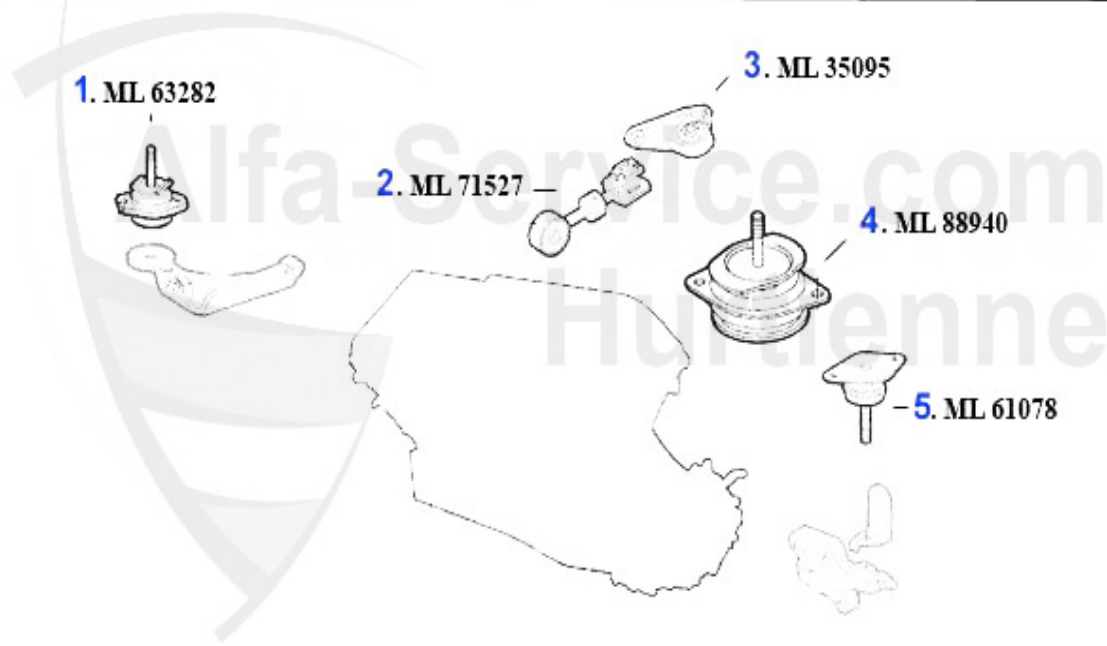 1. ML 63282
3. ML 35095
2. ML 71527
4. ML 88940
5. ML 61078
Alfa-Service.com
Hurtienne